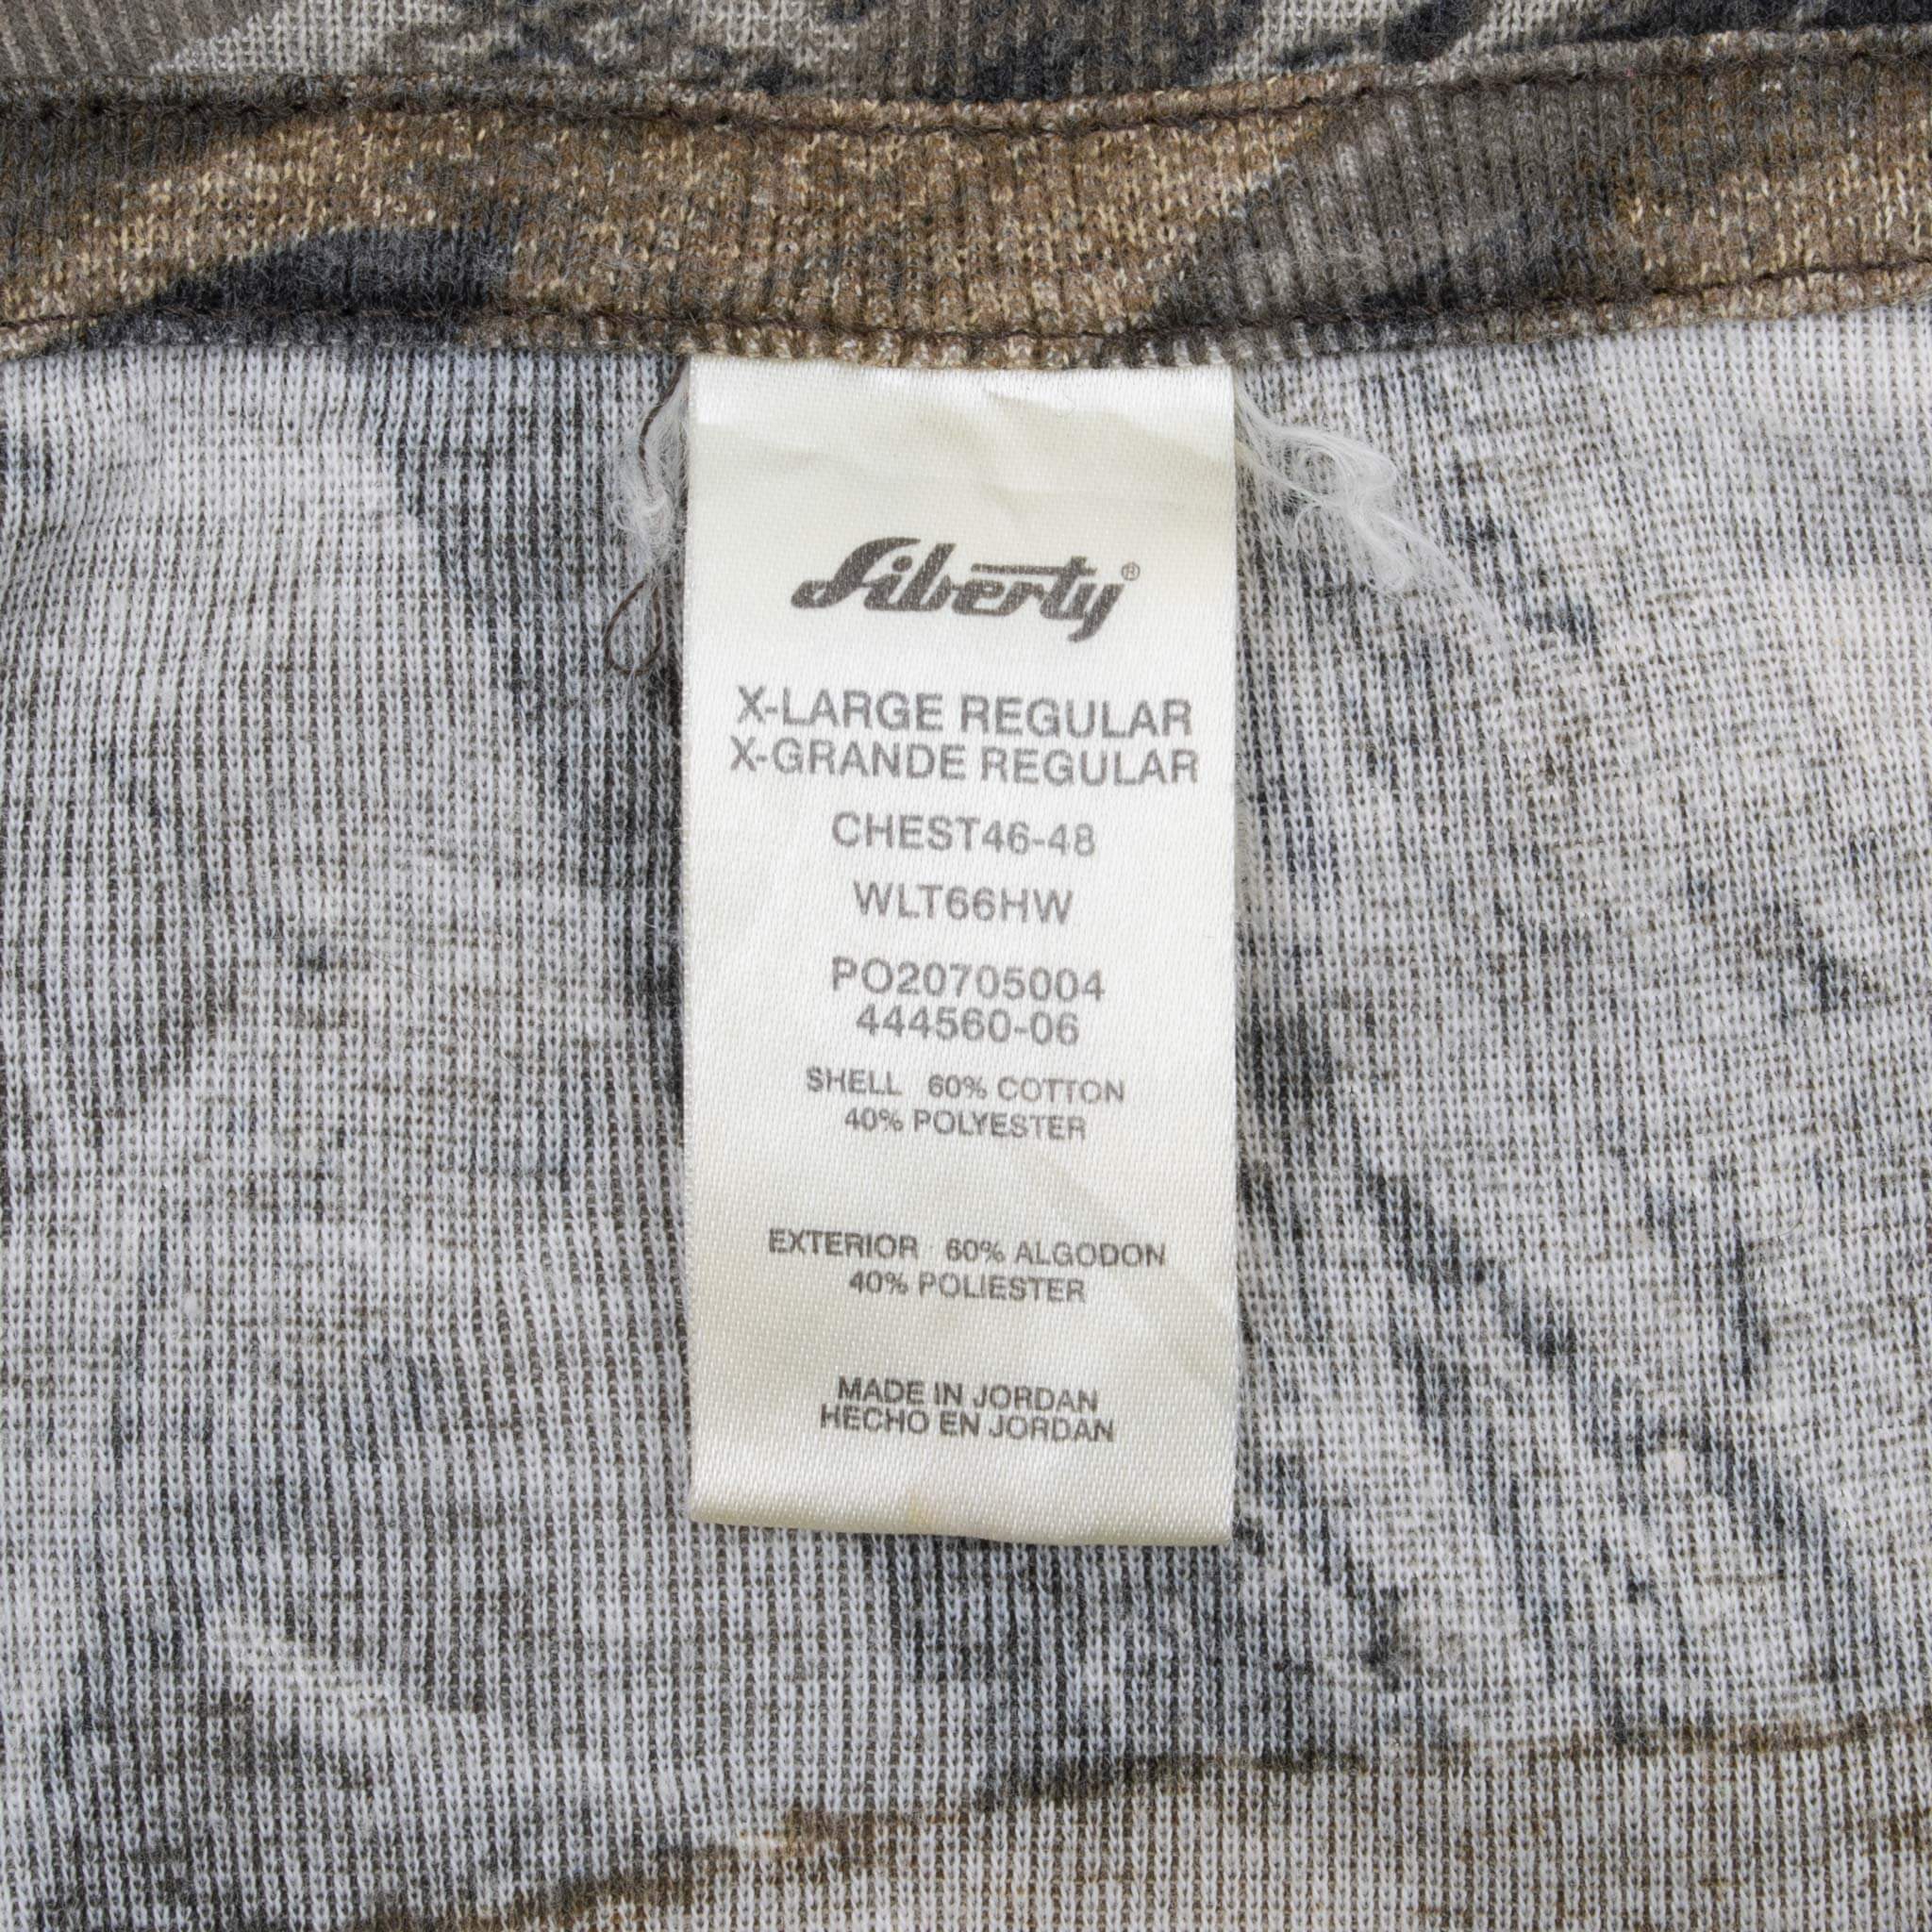 Liberty®
X-LARGE REGULAR
X-GRANDE REGULAR
CHEST46-48
WLT66HW
PO20705004
444560-06
SHELL 60% COTTON
40% POLYESTER
EXTERIOR 60% ALGODON
40% POLIESTER
MADE IN JORDAN
HECHO EN JORDAN